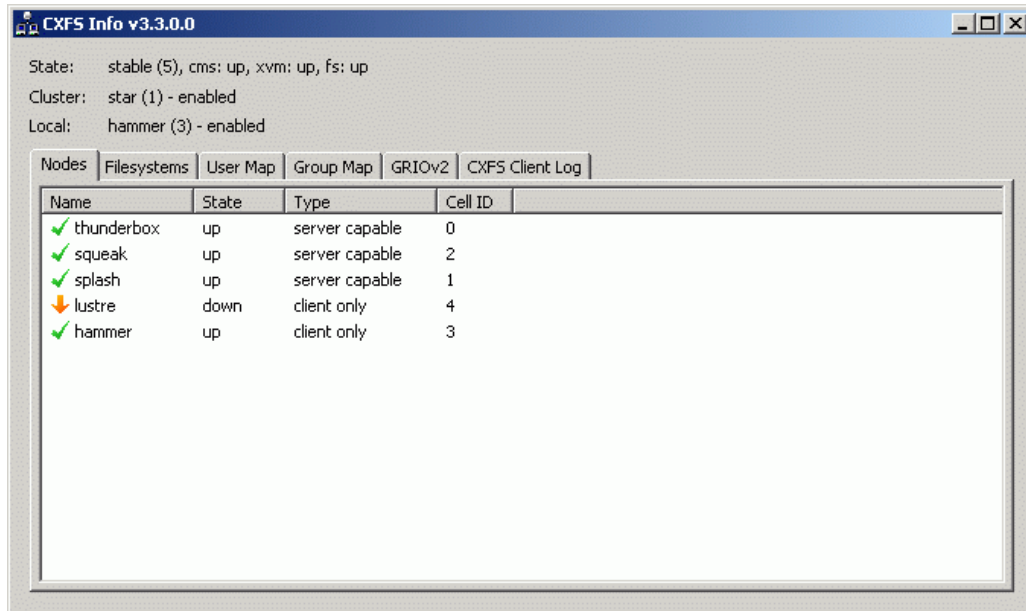 CXFS Info v3.3.0.0
State: stable (5), cms: up, xvm: up, fs: up
Cluster: star (1) - enabled
Local: hammer (3) - enabled
Nodes Filesystems User Map Group Map GRIOv2 CXFS Client Log
Name State Type Cell ID
thunderbox up server capable 0
squeak up server capable 2
splash up server capable 1
lustre down client only 4
hammer up client only 3